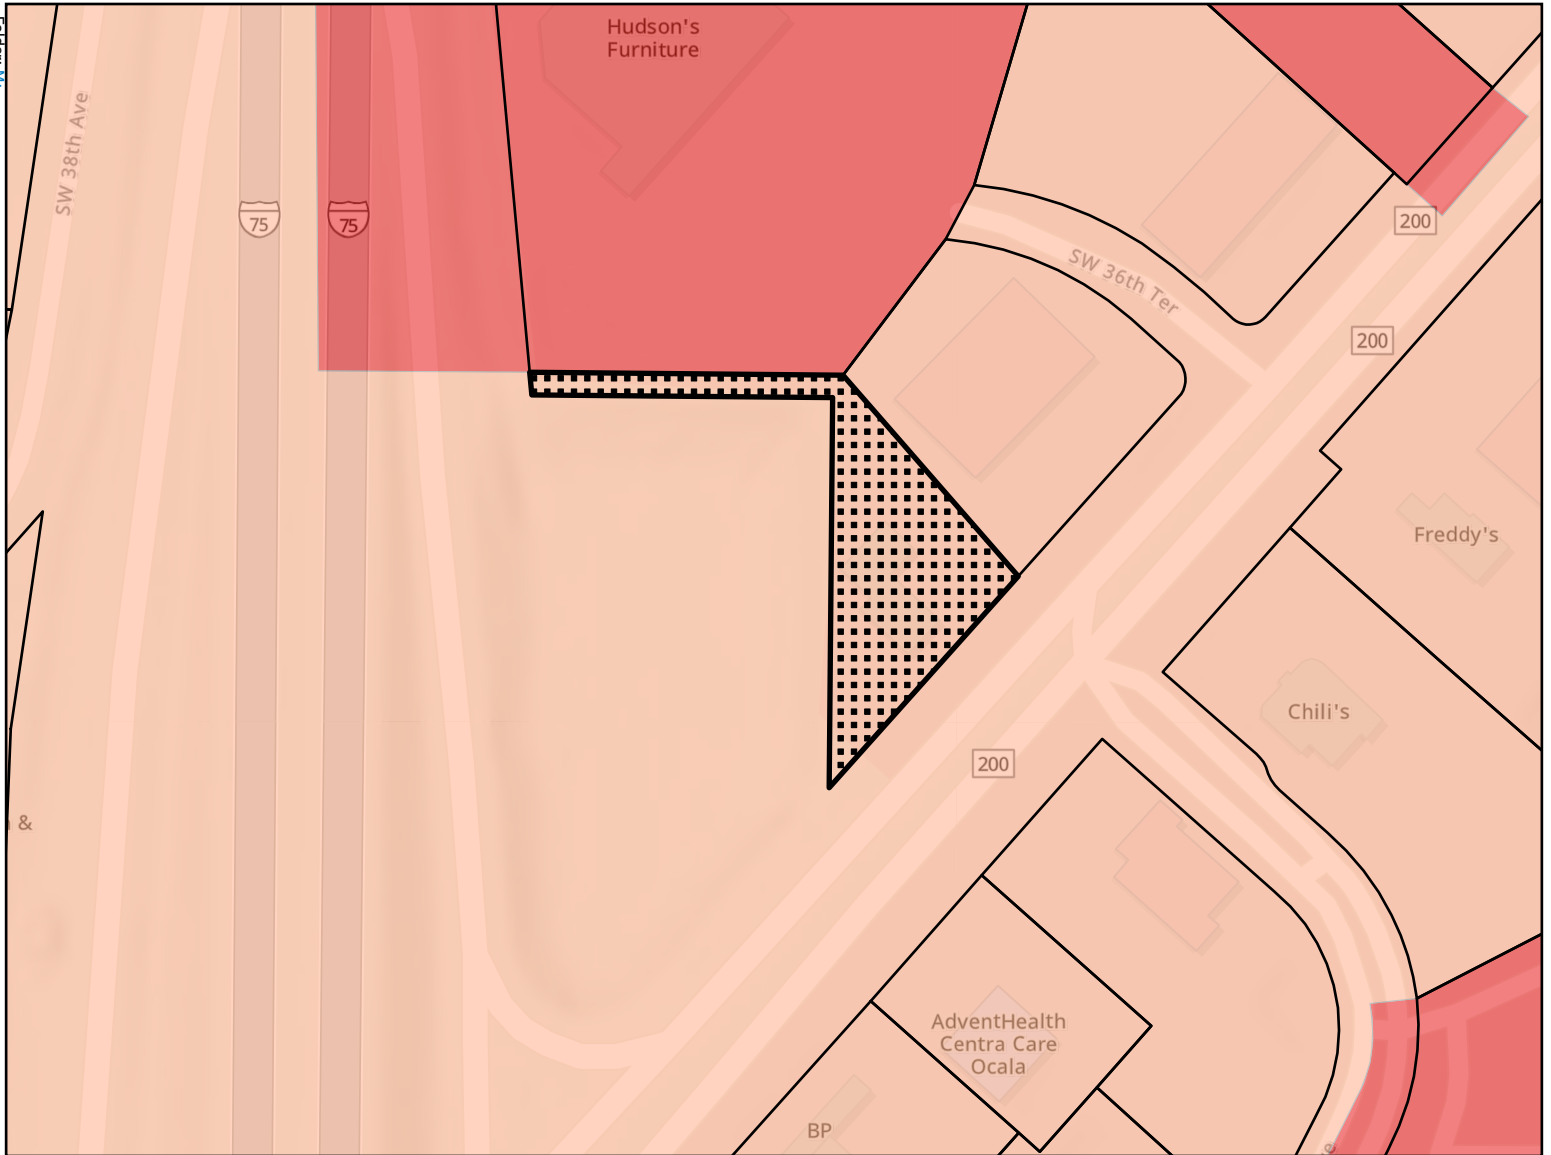 Hudson's
Furniture
SW 38th Ave
75
75
200
SW 36th Ter
200
Freddy's
Chili's
200
&
AdventHealth
Centra Care
Ocala
BP